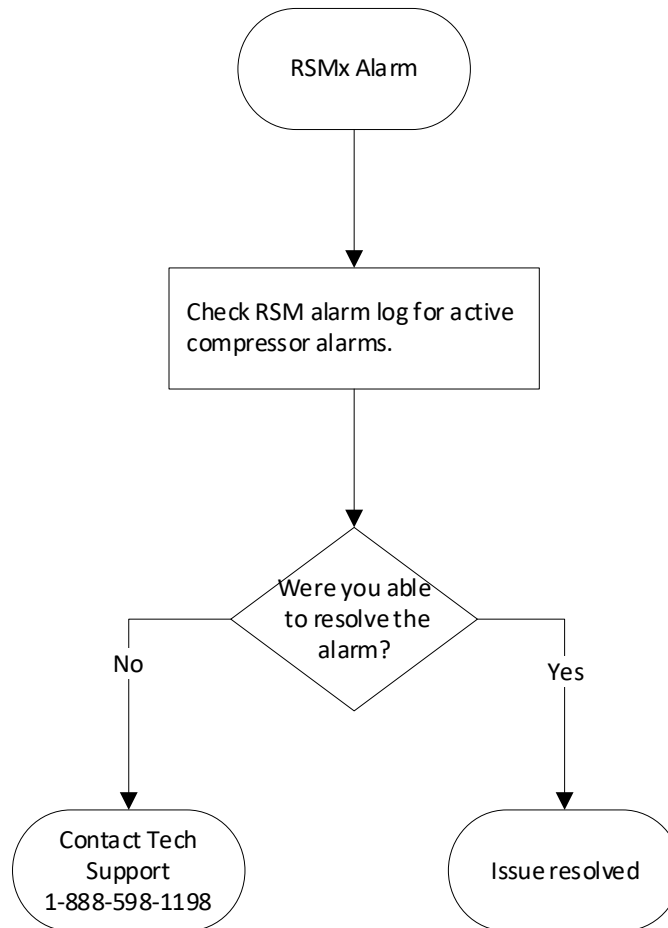 RSMx Alarm
Check RSM alarm log for active
compressor alarms.
Were you able
to resolve the
alarm?
No
Yes
Contact Tech
Support
1-888-598-1198
Issue resolved